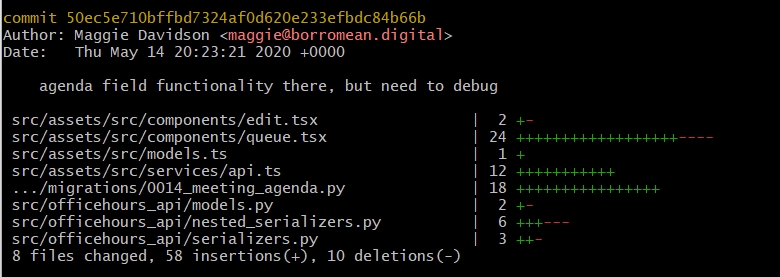 commit 50ec5e710bffbd7324af0d620e233efbdc84b66b
Author: Maggie Davidson <maggie@borromean.digital>
Date:   Thu May 14 20:23:21 2020 +0000
agenda field functionality there, but need to debug
src/assets/src/components/edit.tsx | 2 +-
src/assets/src/components/queue.tsx | 24 ++++++++++++++++++----
src/assets/src/models.ts | 1 +
src/assets/src/services/api.ts | 12 +++++++++++
.../migrations/0014_meeting_agenda.py | 18 ++++++++++++++++
src/officehours_api/models.py | 2 +-
src/officehours_api/nested_serializers.py | 6 +++---
src/officehours_api/serializers.py | 3 ++-
8 files changed, 58 insertions(+), 10 deletions(-)